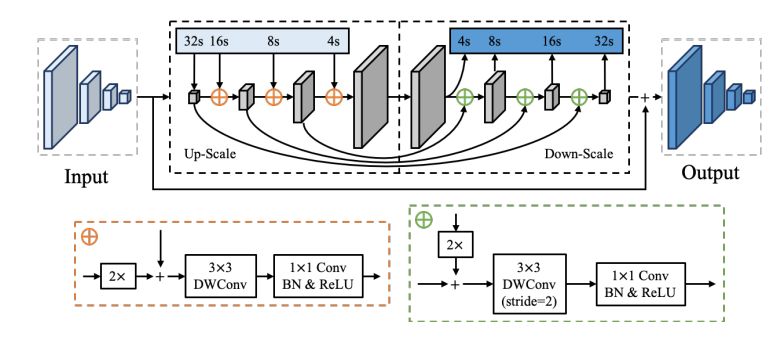 32s 16s 8s 4s
4s 8s 16s 32s
+
Up-Scale
Down-Scale
Input
Output
2×
+
3×3
DWConv
1×1 Conv
BN & ReLU
2×
+
3×3
DWConv
(stride=2)
1×1 Conv
BN & ReLU